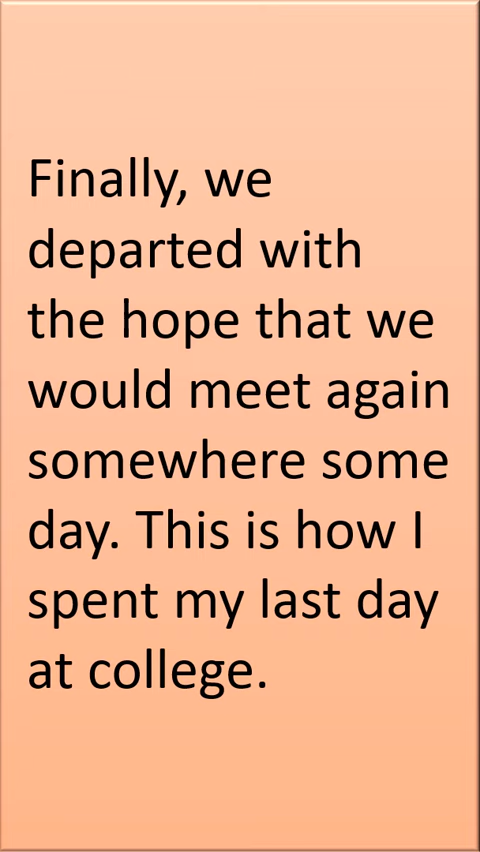 Finally, we
departed with
the hope that we
would meet again
somewhere some
day. This is how I
spent my last day
at college.